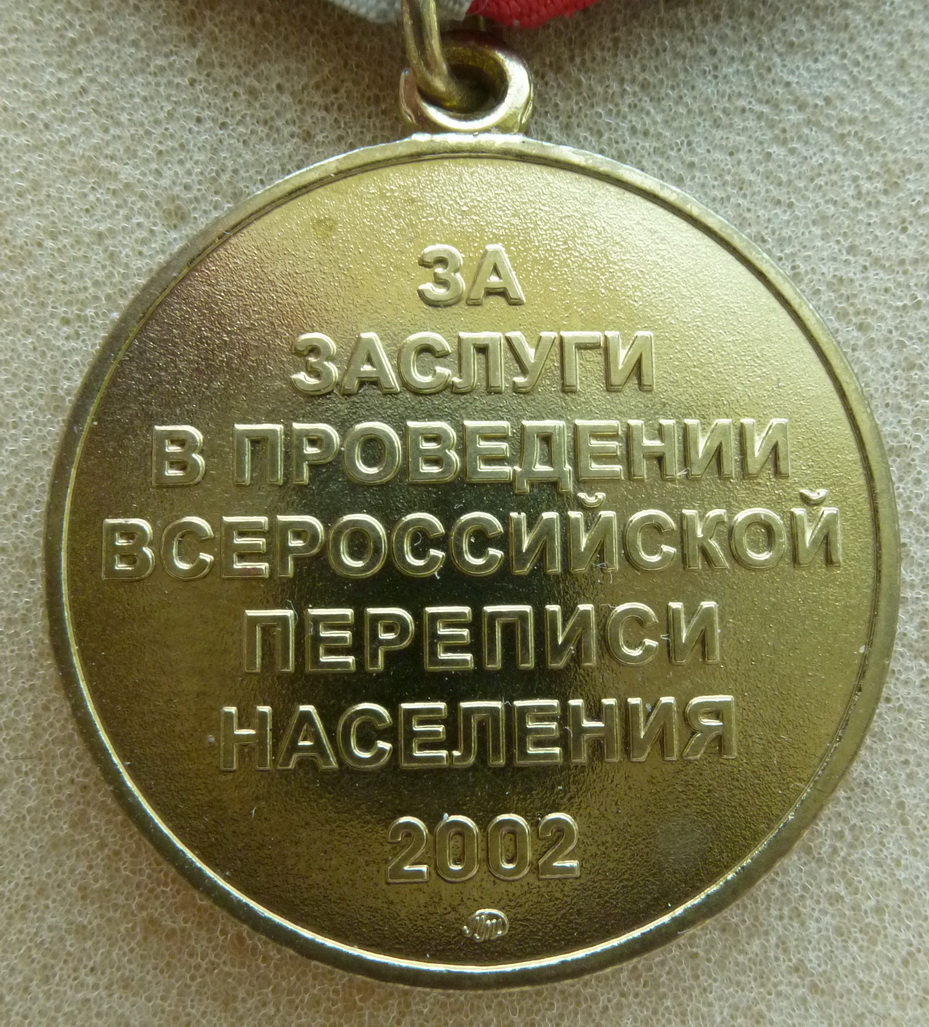 ЗА
ЗАСЛУГИ
В ПРОВЕДЕНИИ
ВСЕРОССИЙСКОЙ
ПЕРЕПИСИ
НАСЕЛЕНИЯ
2002